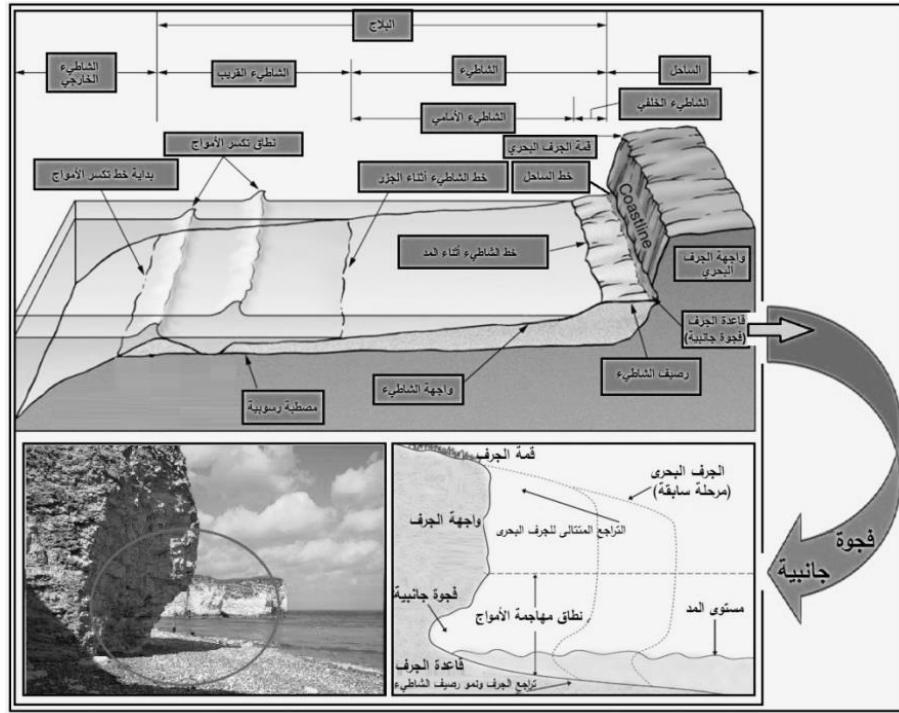 البلاج
الساحل
الشاطيء
الشاطيء القريب
الشاطيء
الخارجي
الشاطيء الخلفي
الشاطيء الأمامي
قمة الجرف البحري
نطاق تكسر الأمواج
خط الساحل
خط الشاطيء أثناء الجزر
بداية خط تكسر الأمواج
Coastline
خط الشاطيء أثناء المد
واجهة الجرف
البحري
قاعدة الجرف
(فجوة جانبية)
رصيف الشاطيء
واجهة الشاطيء
مصطبة رسوبية
قمة الجرف
الجرف البحرى
(مرحلة سابقة)
واجهة الجرف
التراجع المتتالى للجرف البحرى
فجوة جانبية
نطاق مهاجمة الأمواج
مستوى المد
قاعدة الجرف
تراجع الجرف ونمو رصيف الشاطيء
فجوة
جانبية